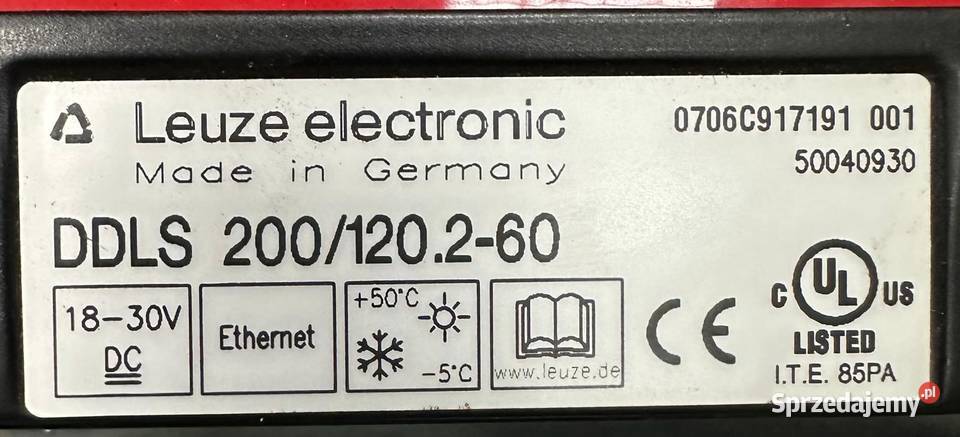 Leuze electronic
Made in Germany
0706C917191 001
50040930
DDLS 200/120.2-60
18-30V
DC
Ethernet
+50°C
-5°C
www.leuze.de
CE
C UL US
LISTED
I.T.E. 85PA
Sprzedajemy.pl